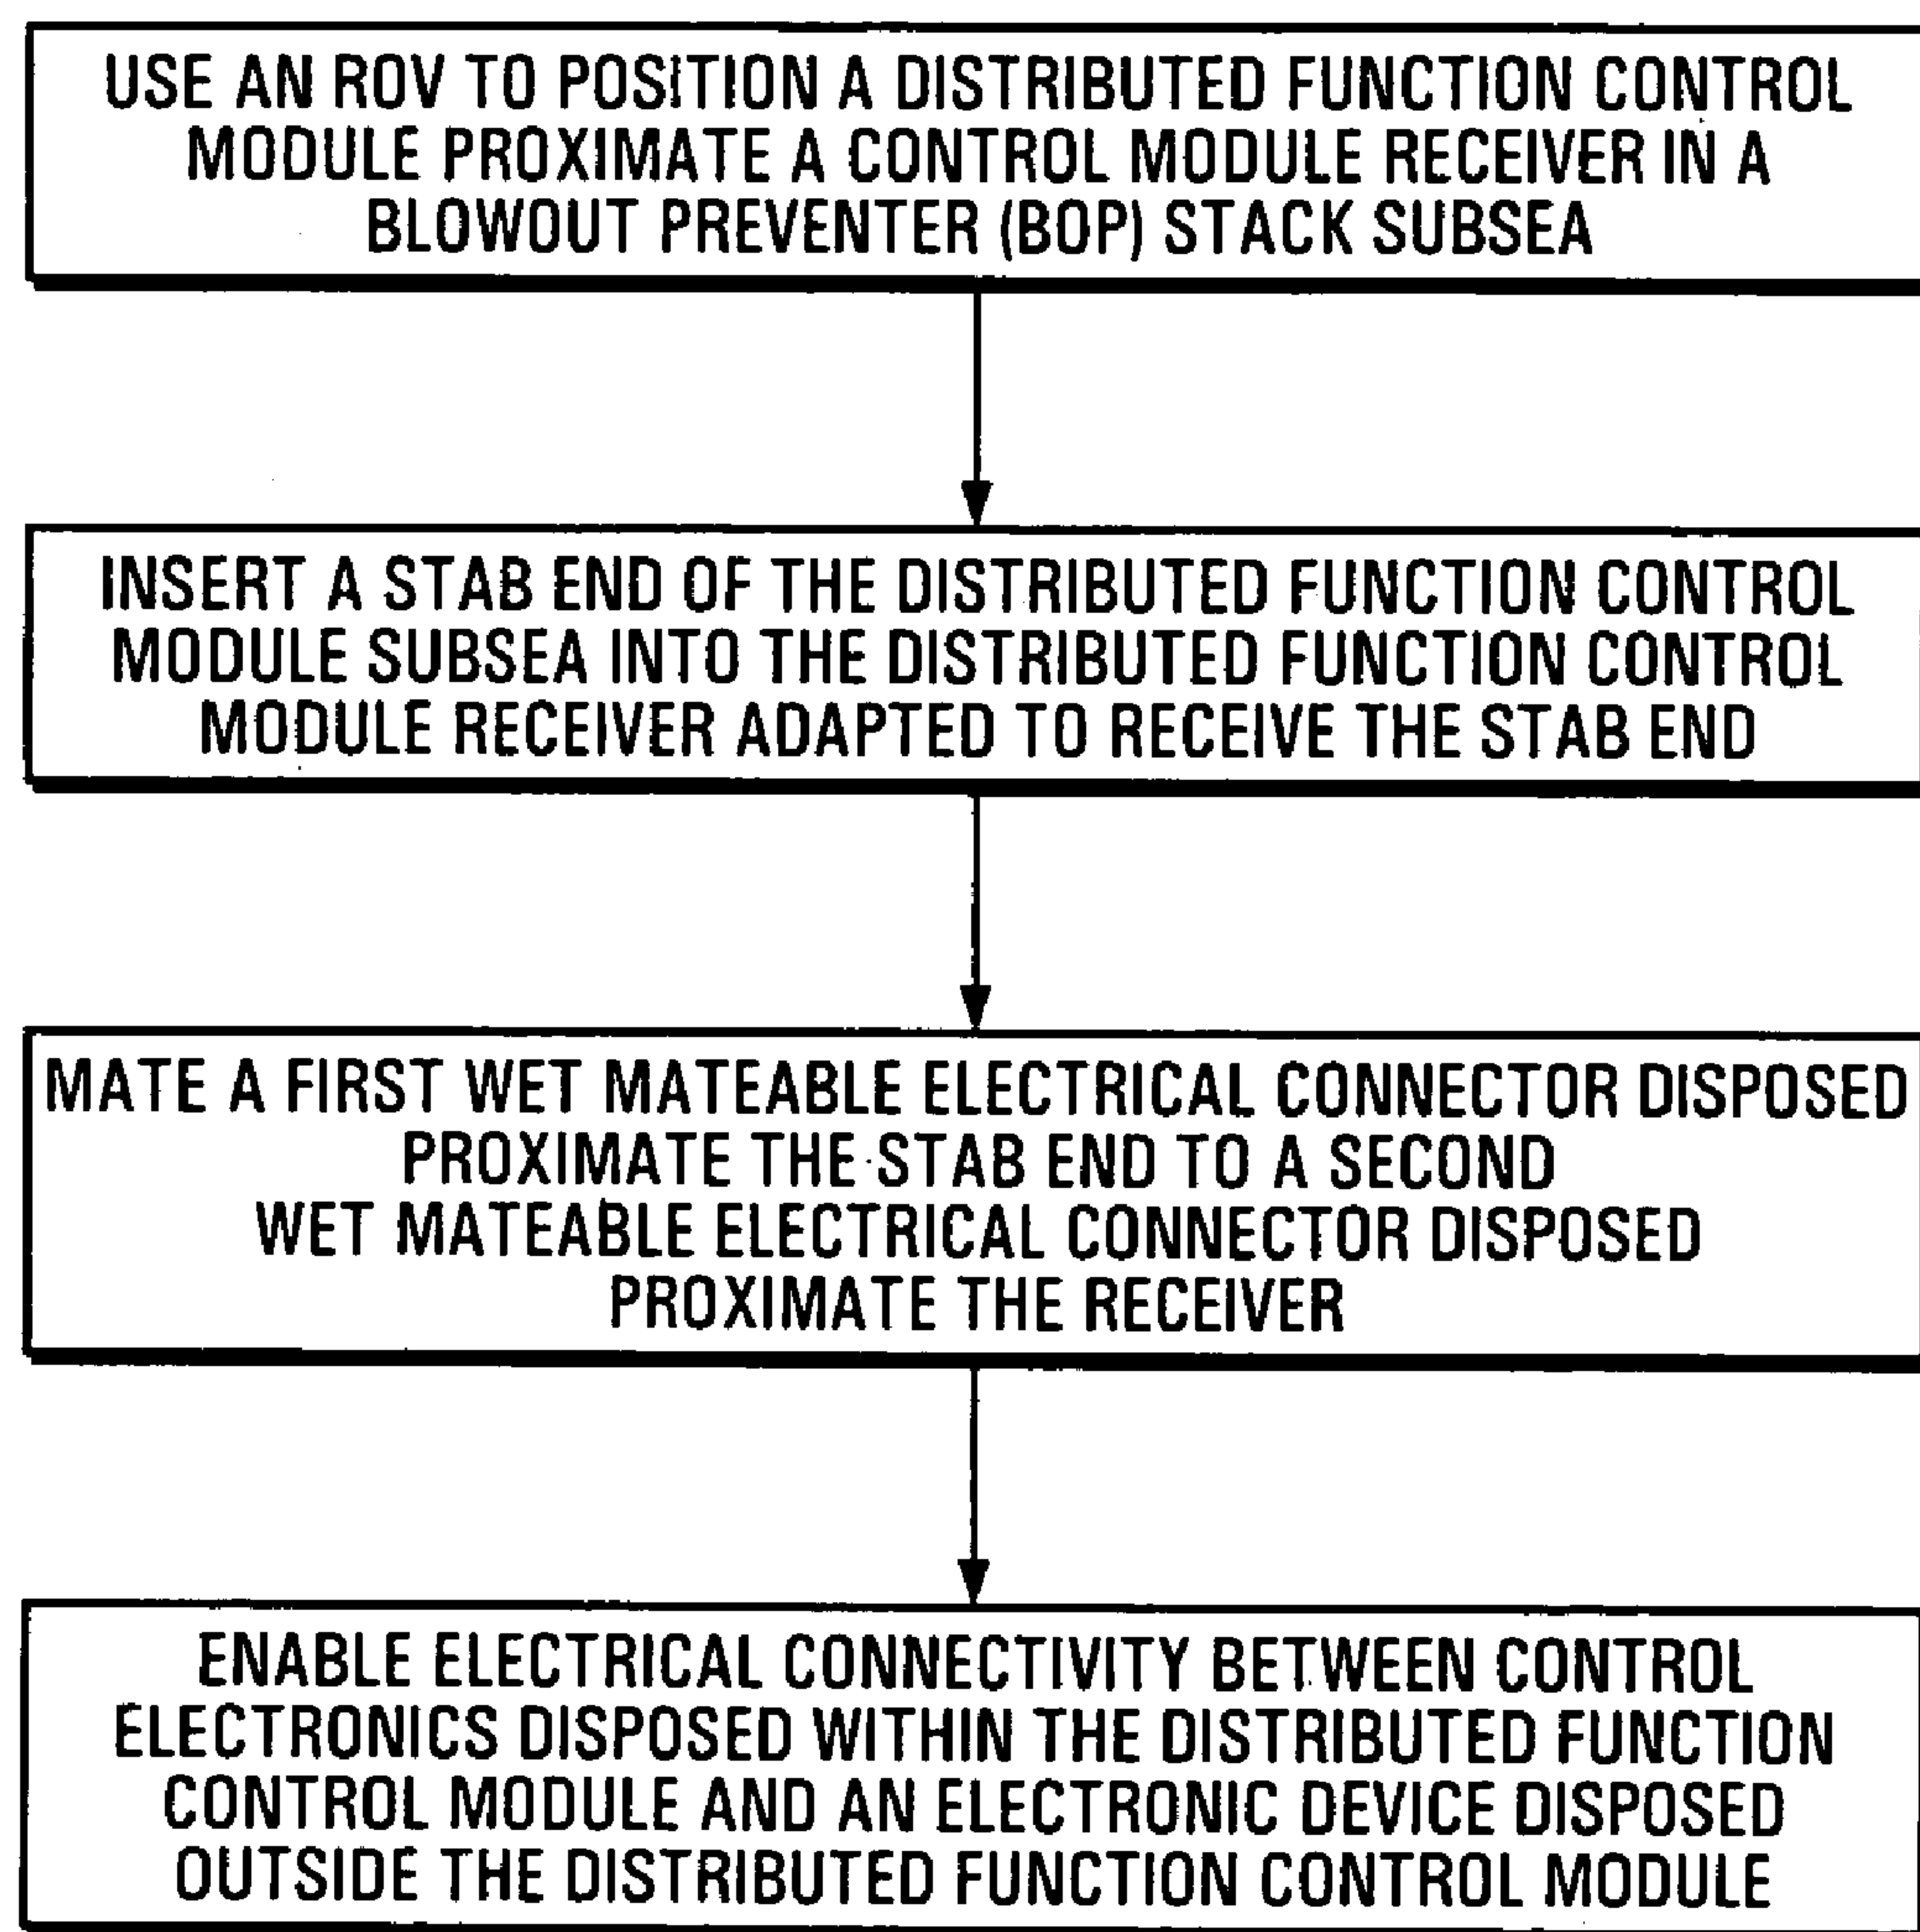 USE AN ROV TO POSITION A DISTRIBUTED FUNCTION CONTROL
MODULE PROXIMATE A CONTROL MODULE RECEIVER IN A
BLOWOUT PREVENTER (BOP) STACK SUBSEA
INSERT A STAB END OF THE DISTRIBUTED FUNCTION CONTROL
MODULE SUBSEA INTO THE DISTRIBUTED FUNCTION CONTROL
MODULE RECEIVER ADAPTED TO RECEIVE THE STAB END
MATE A FIRST WET MATEABLE ELECTRICAL CONNECTOR DISPOSED
PROXIMATE THE STAB END TO A SECOND
WET MATEABLE ELECTRICAL CONNECTOR DISPOSED
PROXIMATE THE RECEIVER
ENABLE ELECTRICAL CONNECTIVITY BETWEEN CONTROL
ELECTRONICS DISPOSED WITHIN THE DISTRIBUTED FUNCTION
CONTROL MODULE AND AN ELECTRONIC DEVICE DISPOSED
OUTSIDE THE DISTRIBUTED FUNCTION CONTROL MODULE